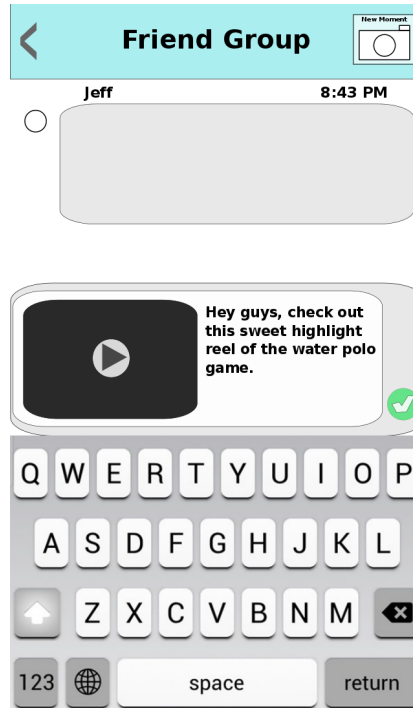 New Moment
Friend Group
Jeff 8:43 PM
Hey guys, check out
this sweet highlight
reel of the water polo
game.
Q W E R T Y U I O P
A S D F G H J K L
Z X C V B N M
123 space return